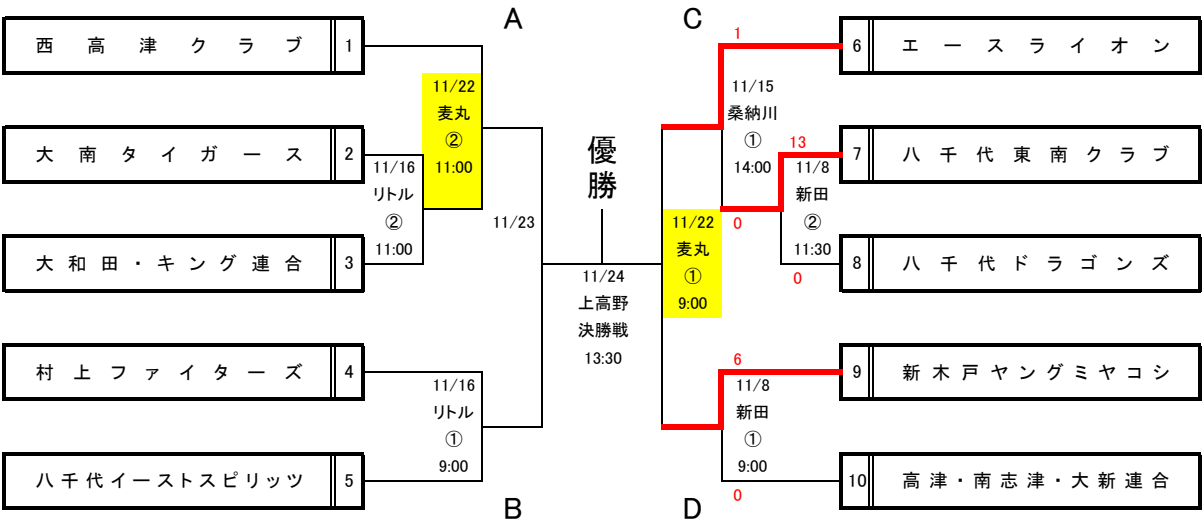 A
C
西高津クラブ 1
大南タイガース 2
大和田・キング連合 3
村上ファイターズ 4
八千代イーストスピリッツ 5
11/22
麦丸
②
11:00
11/16
リトル
②
11:00
11/16
リトル
①
9:00
11/23
優勝
11/24
上高野
決勝戦
13:30
11/22
麦丸
①
9:00
1
11/15
桑納川
①
14:00
0
13
11/8
新田
②
11:30
0
6
11/8
新田
①
9:00
0
6 エースライオン
7 八千代東南クラブ
8 八千代ドラゴンズ
9 新木戸ヤングミヤコシ
10 高津・南志津・大新連合
B
D